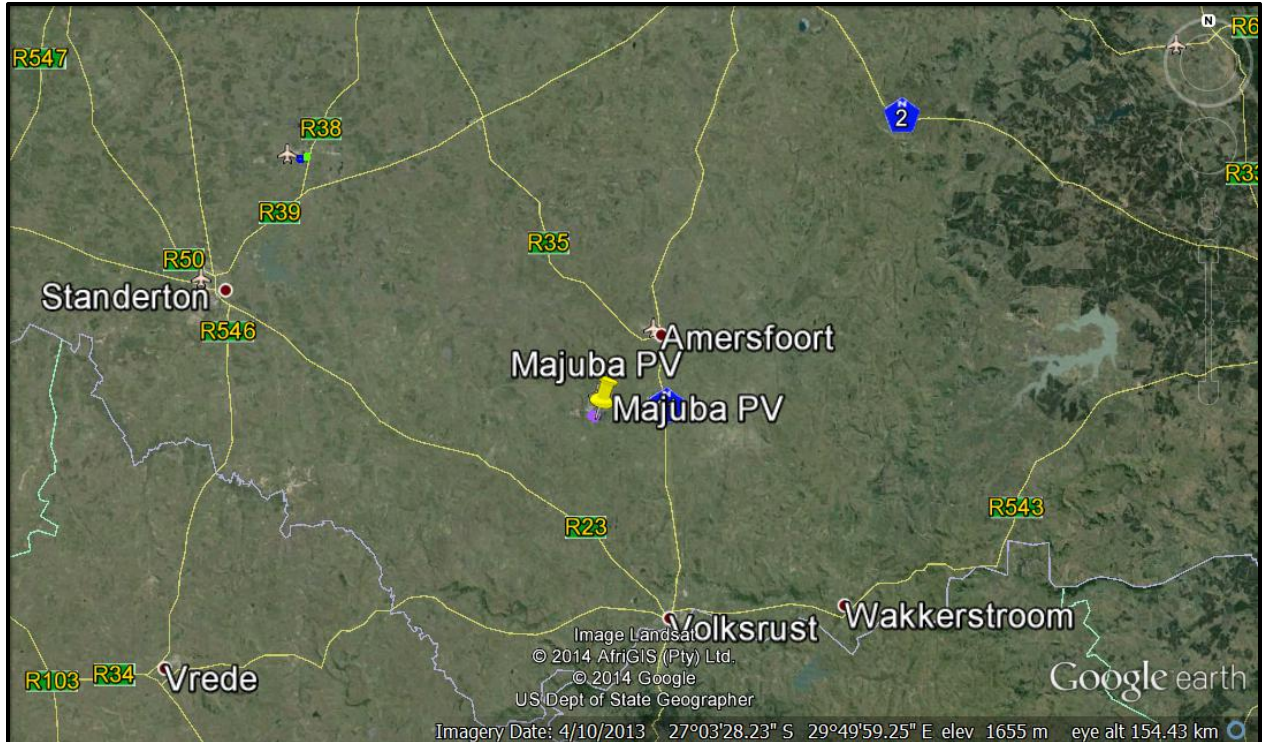 N
R6
R547
2
R38
R33
R39
R35
R50
Standerton
R546
Amersfoort
Majuba PV
Majuba PV
R543
R23
Wakkerstroom
Volksrust
Image Landsat
© 2014 AfriGIS (Pty) Ltd.
© 2014 Google
US Dept of State Geographer
R103
R34
Vrede
Google earth
Imagery Date: 4/10/2013 27°03'28.23" S 29°49'59.25" E elev 1655 m eye alt 154.43 km